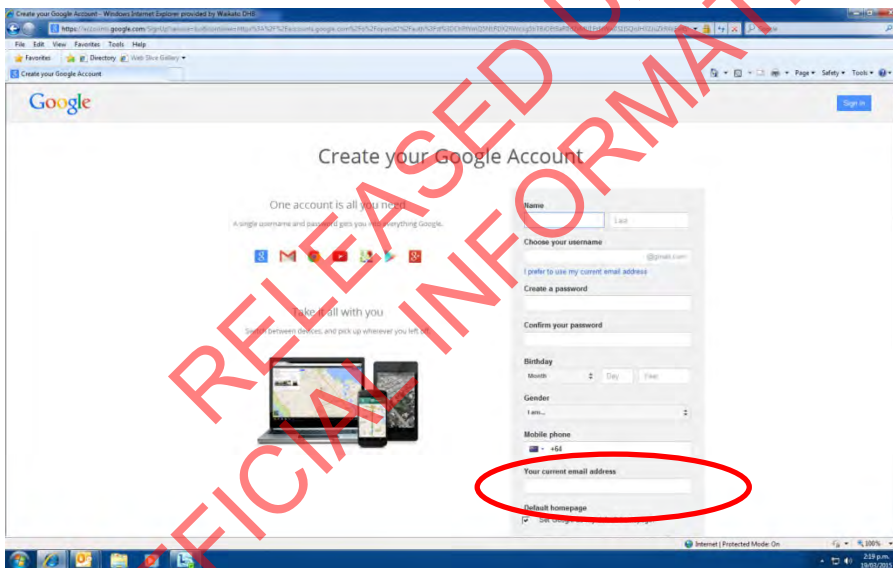 Create your Google Account - Windows Internet Explorer provided by Waikato DHB
File Edit View Favorites Tools Help
Favorites Directory Web Slice Gallery
Create your Google Account
Page Safety Tools
Google
Sign in
Create your Google Account
One account is all you need
A single username and password gets you into everything Google.
Take it all with you
Switch between devices, and pick up wherever you left off.
Name
Last
Choose your username
@gmail.com
I prefer to use my current email address
Create a password
Confirm your password
Birthday
Month Day Year
Gender
I am...
Mobile phone
+64
Your current email address
Default homepage
Set Google
Internet | Protected Mode: On
100%
2:19 p.m.
RELEASED U
FICIAL INFORMATI